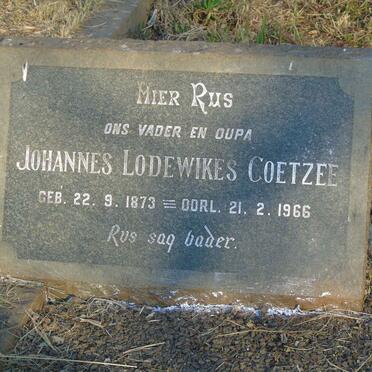 Hier Rus
ONS VADER EN OUPA
JOHANNES LODEWIKES COETZEE
GEB. 22. 9. 1873 = OORL. 21. 2. 1966
Rus sag vader.